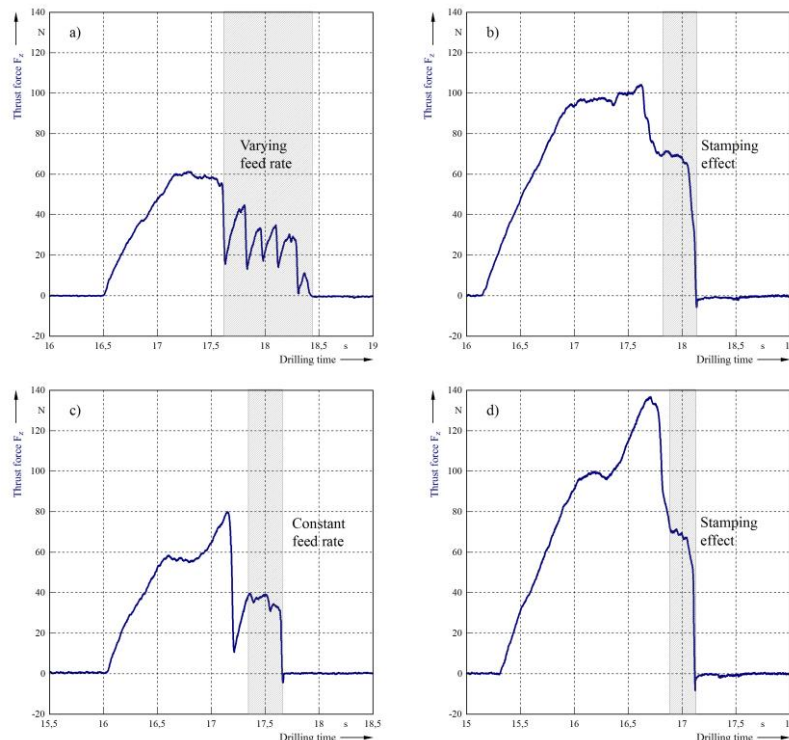 Thrust force Fz
N
140
120
100
80
60
40
20
0
-20
a)
Varying
feed rate
16 16,5 17 17,5 18 18,5 s 19
Drilling time
Thrust force Fz
N
140
120
100
80
60
40
20
0
-20
b)
Stamping
effect
16 16,5 17 17,5 18 18,5 s
Drilling time
Thrust force Fz
N
140
120
100
80
60
40
20
0
-20
c)
Constant
feed rate
15,5 16 16,5 17 17,5 18 s 18,5
Drilling time
Thrust force Fz
N
140
120
100
80
60
40
20
0
-20
d)
Stamping
effect
15 15,5 16 16,5 17 17,5 s
Drilling time